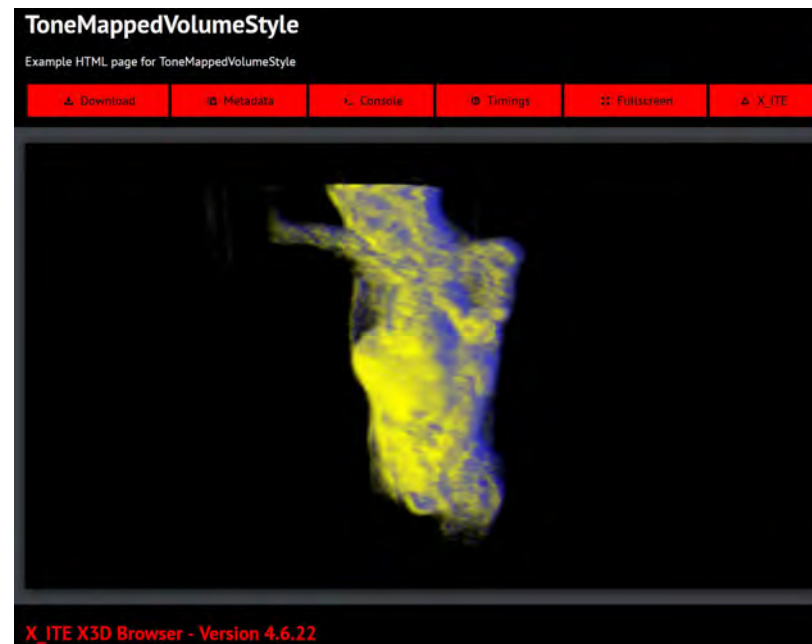 ToneMappedVolumeStyle
Example HTML page for ToneMappedVolumeStyle
Download Metadata Console Timings Fullscreen X_ITE
X_ITE X3D Browser - Version 4.6.22